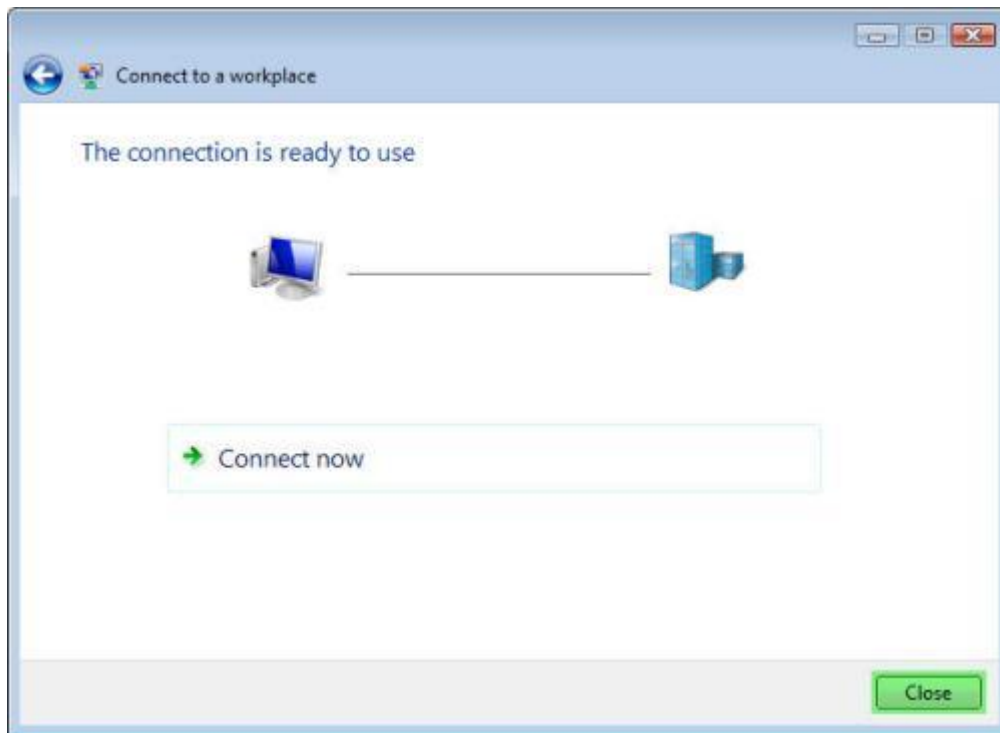 Connect to a workplace
The connection is ready to use
Connect now
Close